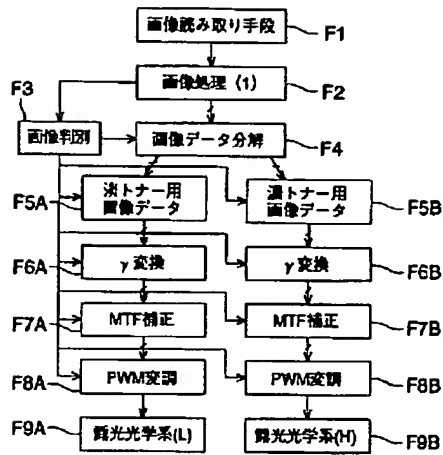 画像読み取り手段
F1
画像処理 (1)
F2
F3
画像判別
画像データ分解
F4
淡トナー用
画像データ
F5A
濃トナー用
画像データ
F5B
γ変換
F6A
γ変換
F6B
MTF補正
F7A
MTF補正
F7B
PWM変調
F8A
PWM変調
F8B
露光光学系(L)
F9A
露光光学系(H)
F9B